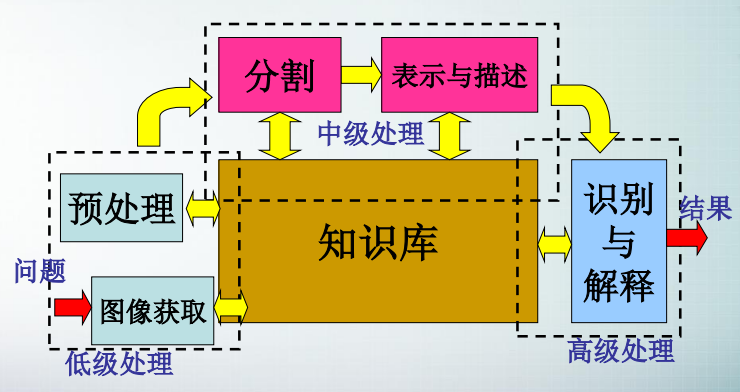 分割
表示与描述
中级处理
预处理
知识库
识别
与
解释
结果
问题
图像获取
低级处理
高级处理